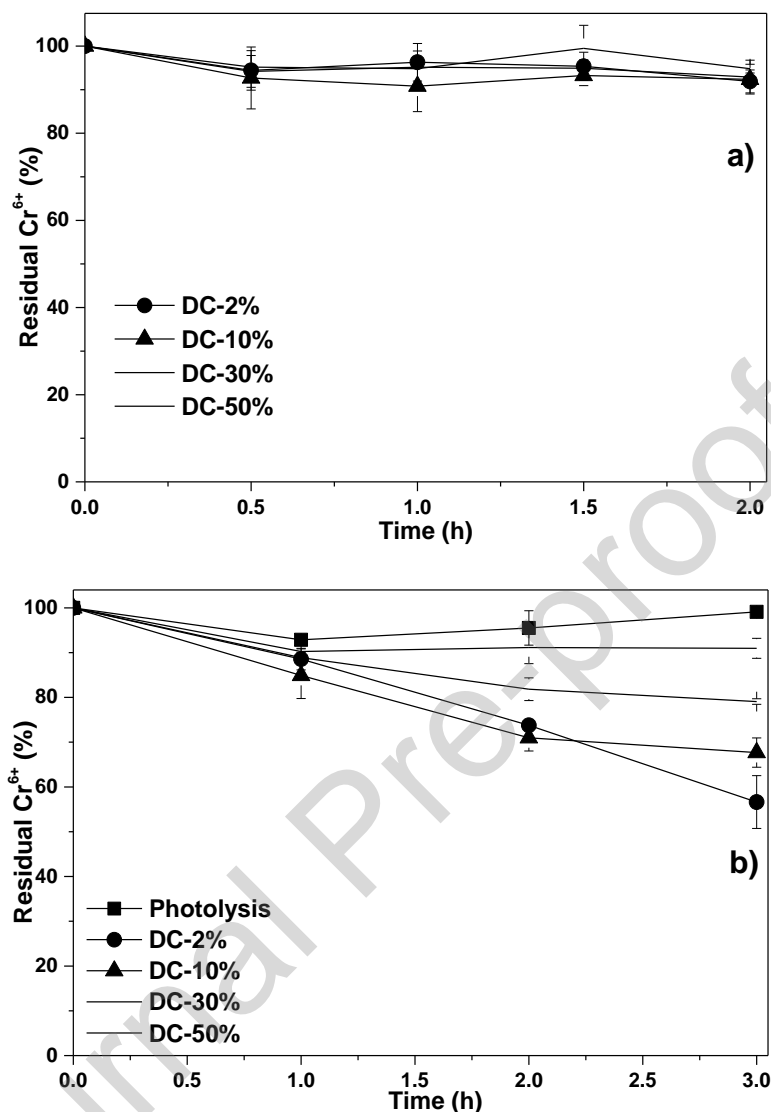 100
80
60
40
20
0
Residual Cr6+ (%)
a)
DC-2%
DC-10%
DC-30%
DC-50%
0.0 0.5 1.0 1.5 2.0
Time (h)
100
80
60
40
20
0
Residual Cr6+ (%)
b)
Photolysis
DC-2%
DC-10%
DC-30%
DC-50%
0.0 0.5 1.0 1.5 2.0 2.5 3.0
Time (h)
rnal Pre-proof